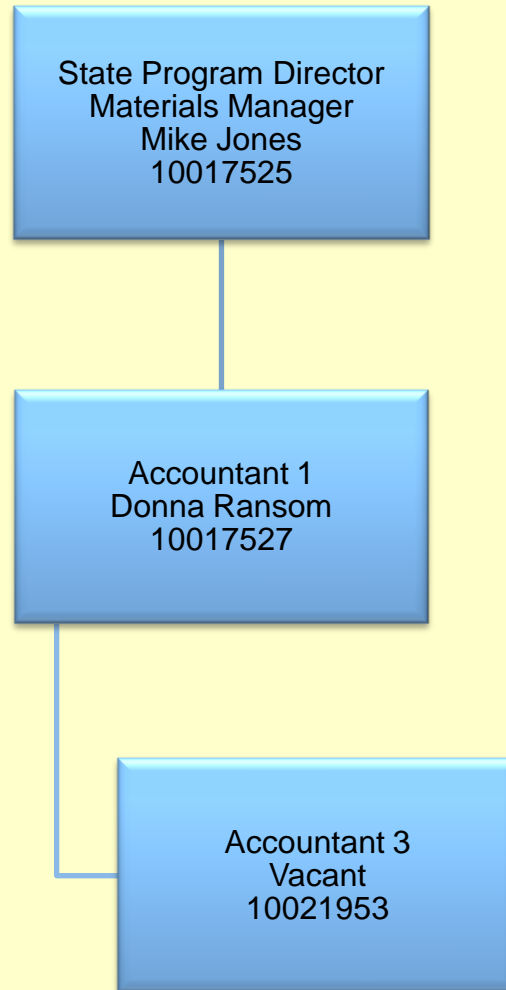 State Program Director
Materials Manager
Mike Jones
10017525
Accountant 1
Donna Ransom
10017527
Accountant 3
Vacant
10021953